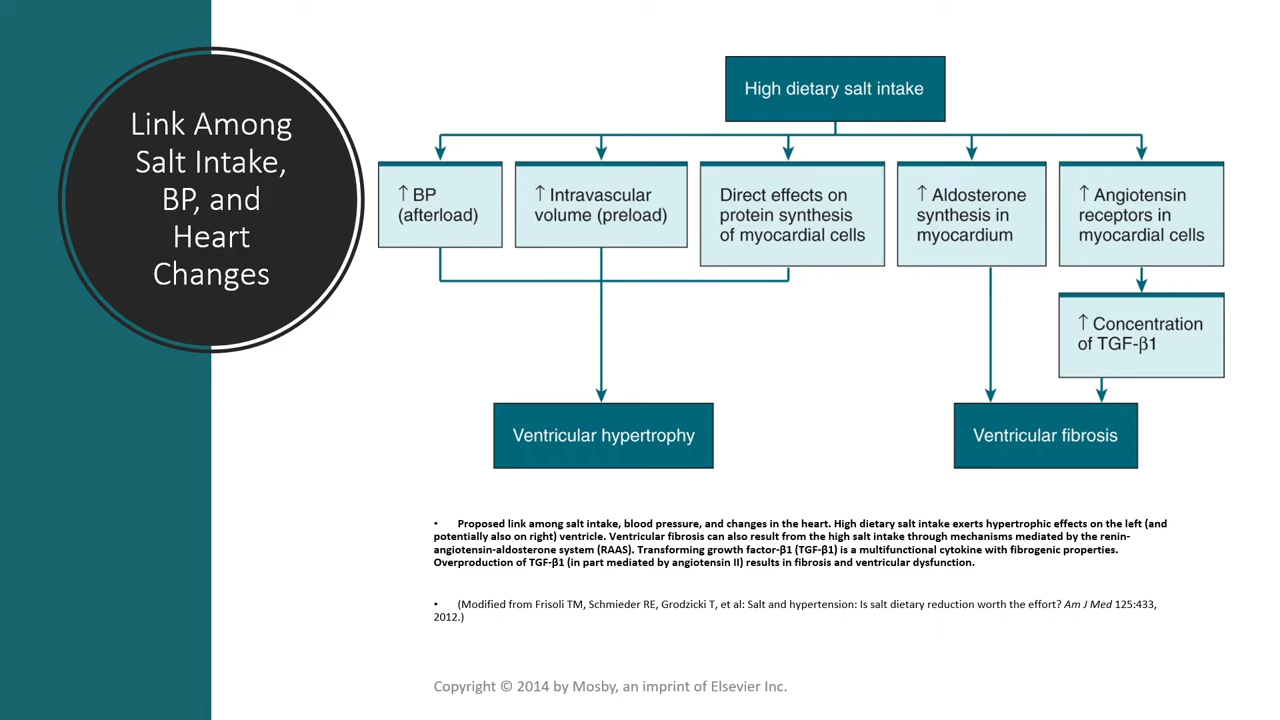 Link Among
Salt Intake,
BP, and
Heart
Changes
High dietary salt intake
↑ BP
(afterload)
↑ Intravascular
volume (preload)
Direct effects on
protein synthesis
of myocardial cells
↑ Aldosterone
synthesis in
myocardium
↑ Angiotensin
receptors in
myocardial cells
↑ Concentration
of TGF-β1
Ventricular hypertrophy
Ventricular fibrosis
• Proposed link among salt intake, blood pressure, and changes in the heart. High dietary salt intake exerts hypertrophic effects on the left (and
potentially also on right) ventricle. Ventricular fibrosis can also result from the high salt intake through mechanisms mediated by the renin-
angiotensin-aldosterone system (RAAS). Transforming growth factor-β1 (TGF-β1) is a multifunctional cytokine with fibrogenic properties.
Overproduction of TGF-β1 (in part mediated by angiotensin II) results in fibrosis and ventricular dysfunction.
• (Modified from Frisoli TM, Schmieder RE, Grodzicki T, et al: Salt and hypertension: Is salt dietary reduction worth the effort? Am J Med 125:433,
2012.)
Copyright © 2014 by Mosby, an imprint of Elsevier Inc.